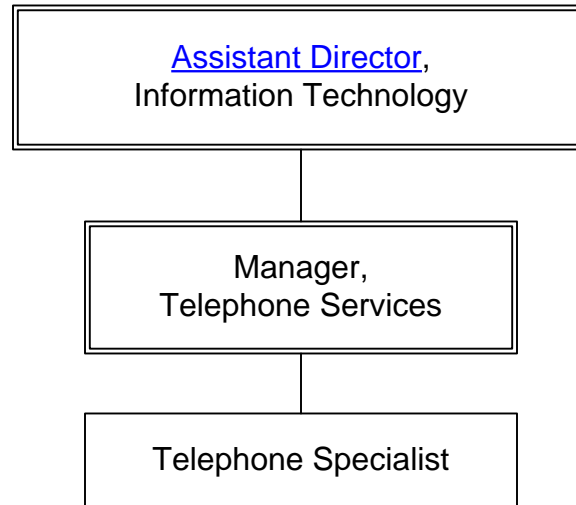 Assistant Director,
Information Technology
Manager,
Telephone Services
Telephone Specialist